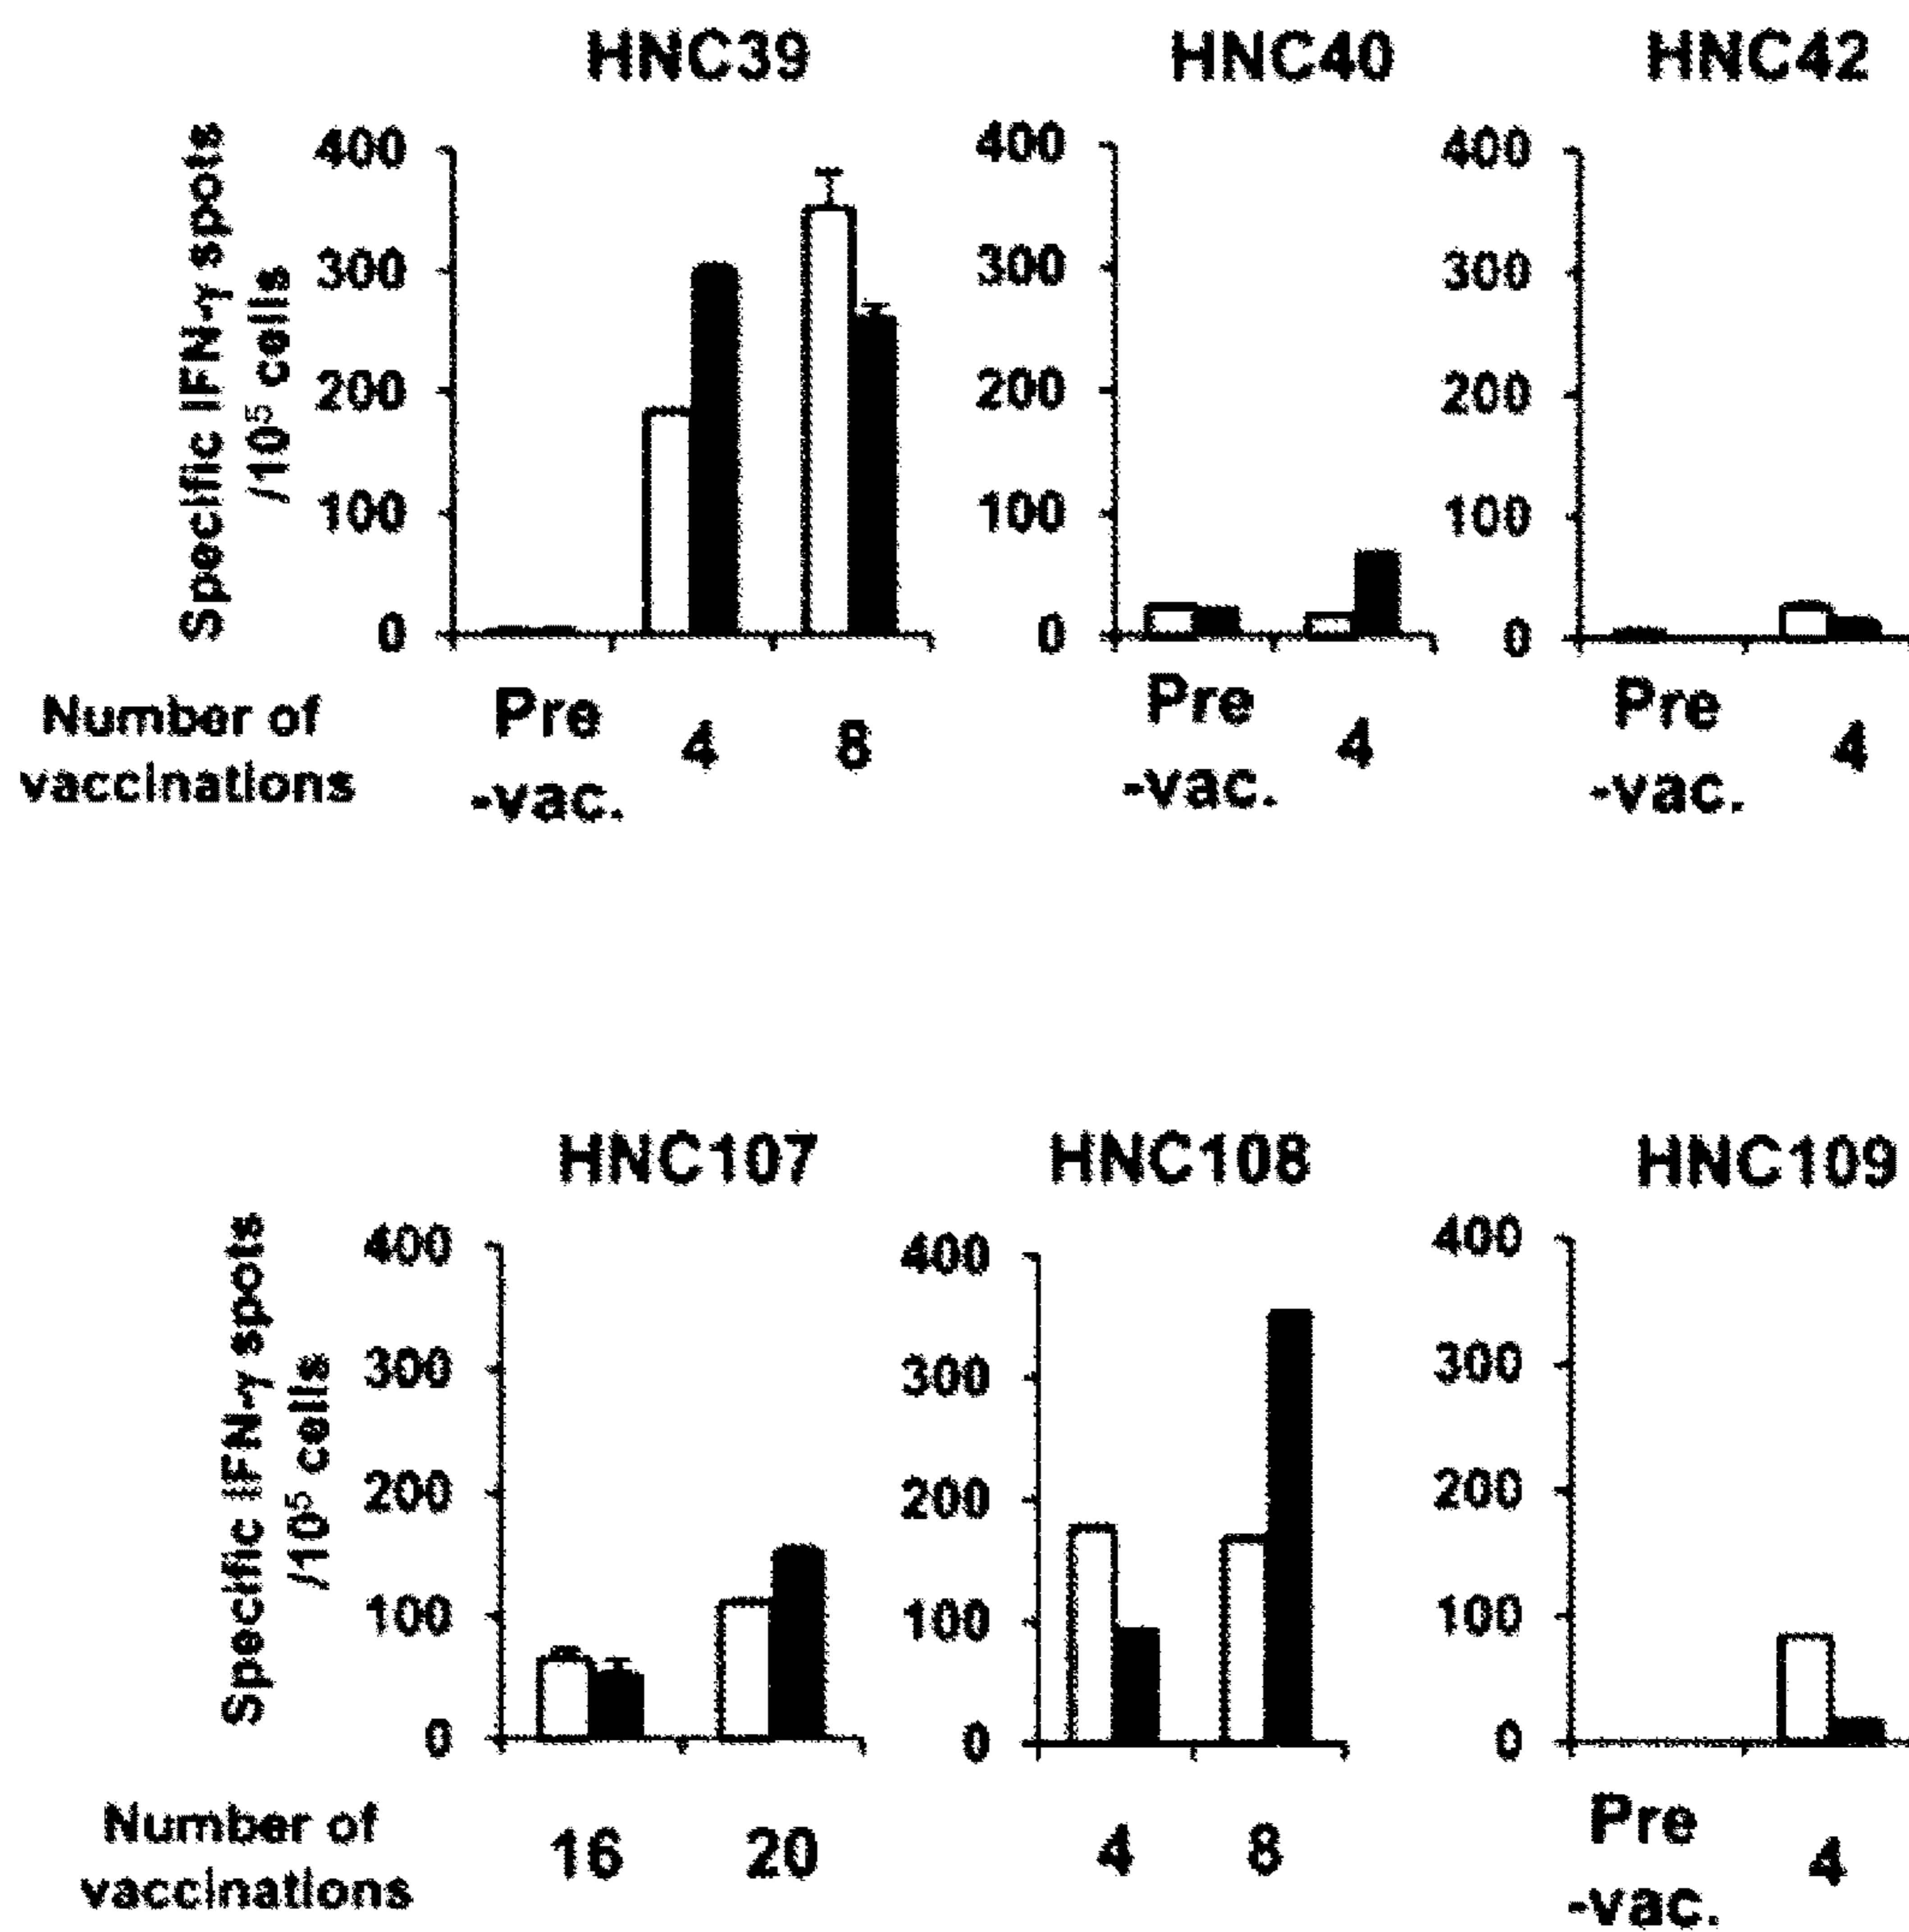 HNC39
HNC40
HNC42
Specific IFN-γ spots
/10⁵ cells
400
300
200
100
0
400
300
200
100
0
400
300
200
100
0
Number of
vaccinations
Pre
-vac.
4
8
Pre
-vac.
4
Pre
-vac.
4
HNC107
HNC108
HNC109
Specific IFN-γ spots
/10⁵ cells
400
300
200
100
0
400
300
200
100
0
400
300
200
100
0
Number of
vaccinations
16
20
4
8
Pre
-vac.
4